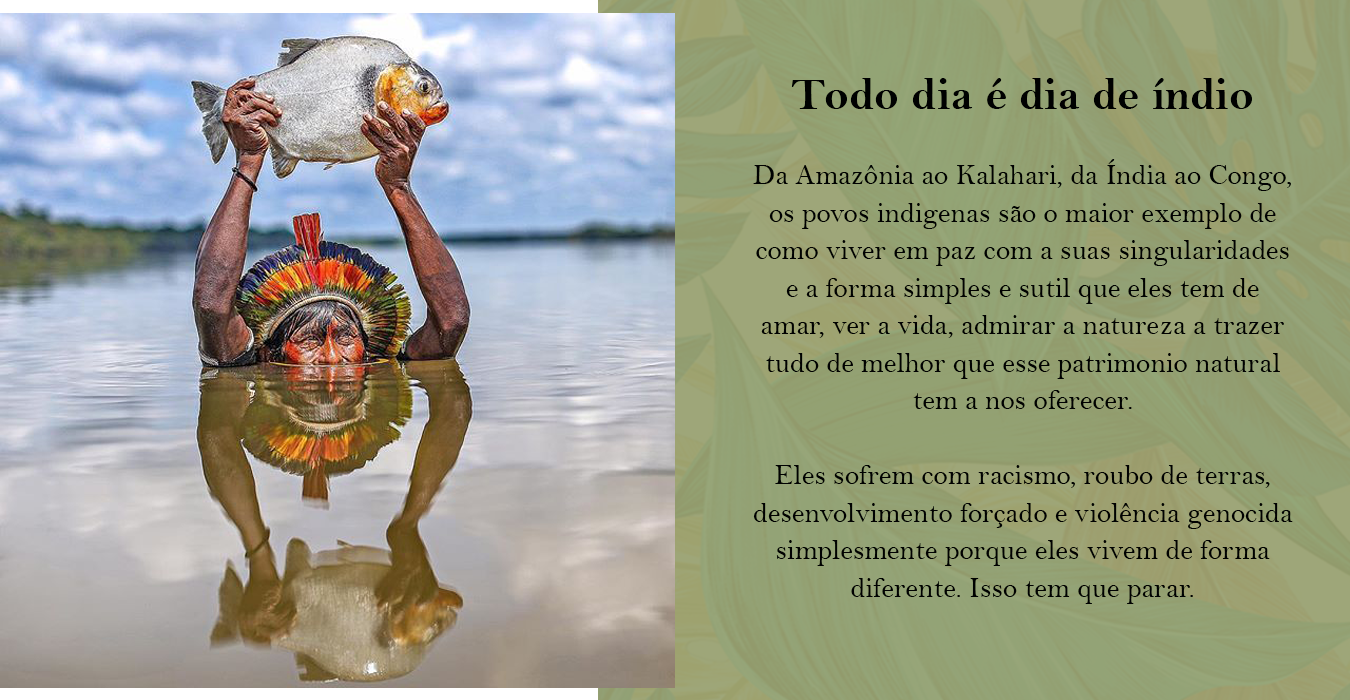 Todo dia é dia de índio
Da Amazônia ao Kalahari, da Índia ao Congo,
os povos indigenas são o maior exemplo de
como viver em paz com a suas singularidades
e a forma simples e sutil que eles tem de
amar, ver a vida, admirar a natureza a trazer
tudo de melhor que esse patrimonio natural
tem a nos oferecer.
Eles sofrem com racismo, roubo de terras,
desenvolvimento forçado e violência genocida
simplesmente porque eles vivem de forma
diferente. Isso tem que parar.